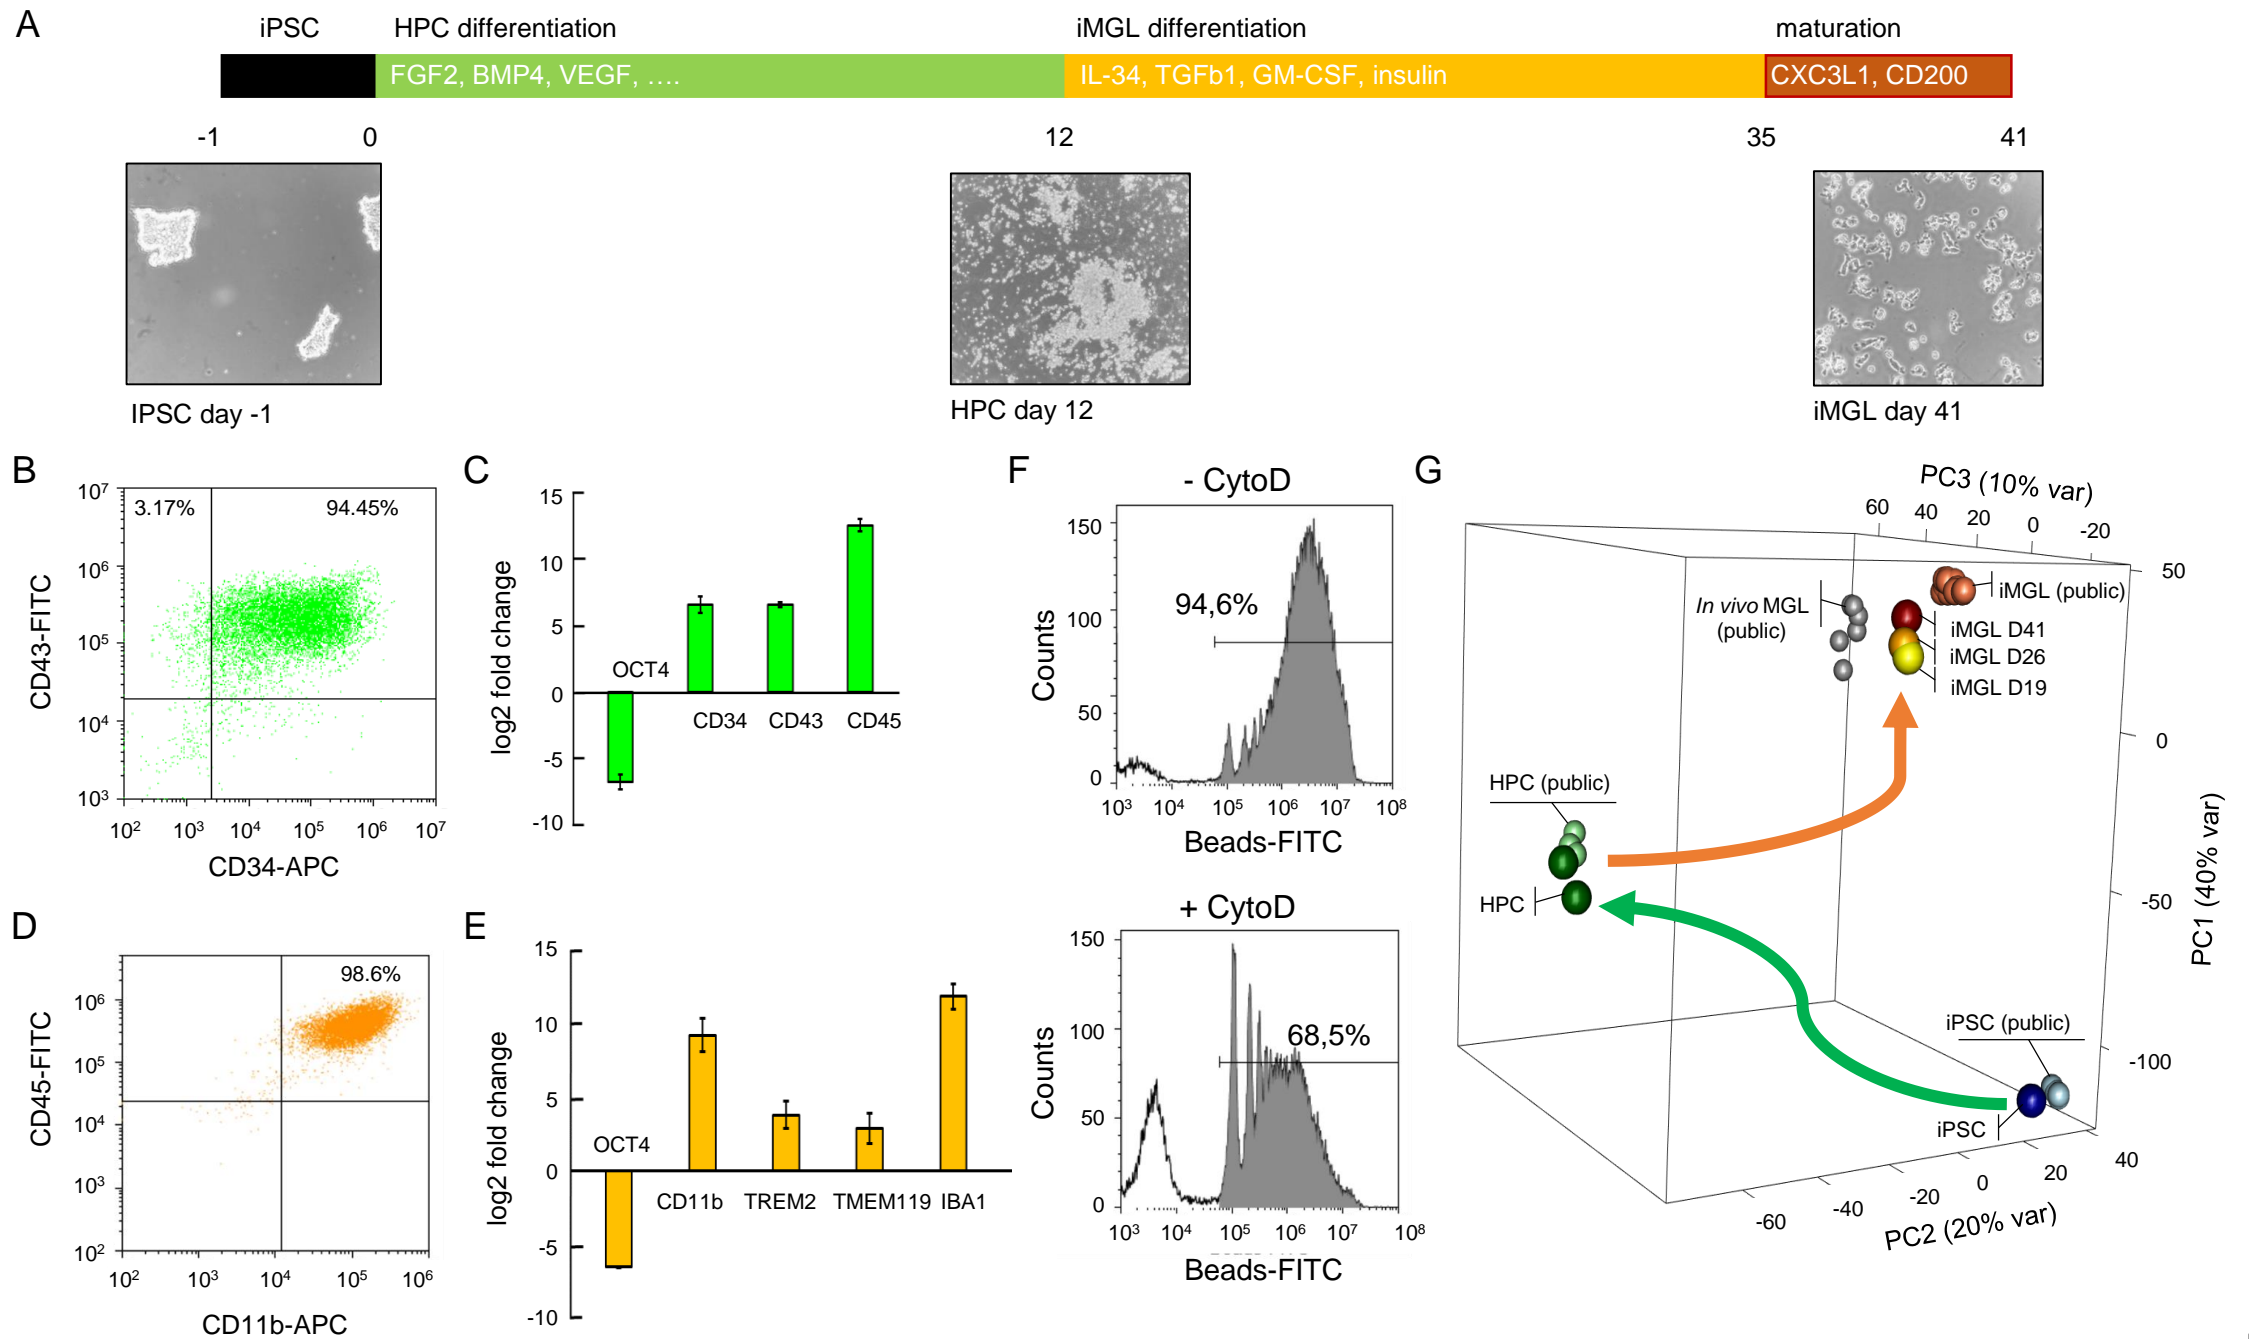 A
iPSC
HPC differentiation
iMGL differentiation
maturation
FGF2, BMP4, VEGF, ....
IL-34, TGFb1, GM-CSF, insulin
CXC3L1, CD200
-1
0
12
35
41
IPSC day -1
HPC day 12
iMGL day 41
B
10⁷
10⁶
10⁵
10⁴
10³
3.17%
94.45%
CD43-FITC
10² 10³ 10⁴ 10⁵ 10⁶ 10⁷
CD34-APC
C
15
10
5
0
-5
-10
log2 fold change
OCT4
CD34
CD43
CD45
D
98.6%
10⁶
10⁵
10⁴
10³
10²
CD45-FITC
10² 10³ 10⁴ 10⁵ 10⁶
CD11b-APC
E
15
10
5
0
-5
-10
log2 fold change
OCT4
CD11b
TREM2
TMEM119
IBA1
F
- CytoD
150
100
50
0
Counts
94,6%
10³ 10⁴ 10⁵ 10⁶ 10⁷ 10⁸
Beads-FITC
+ CytoD
150
100
50
0
Counts
68,5%
10³ 10⁴ 10⁵ 10⁶ 10⁷ 10⁸
Beads-FITC
G
PC3 (10% var)
60 40 20 0 -20
50
0
-50
-100
PC1 (40% var)
In vivo MGL
(public)
iMGL (public)
iMGL D41
iMGL D26
iMGL D19
HPC (public)
HPC
iPSC (public)
iPSC
-60 -40 -20 0 20 40
PC2 (20% var)